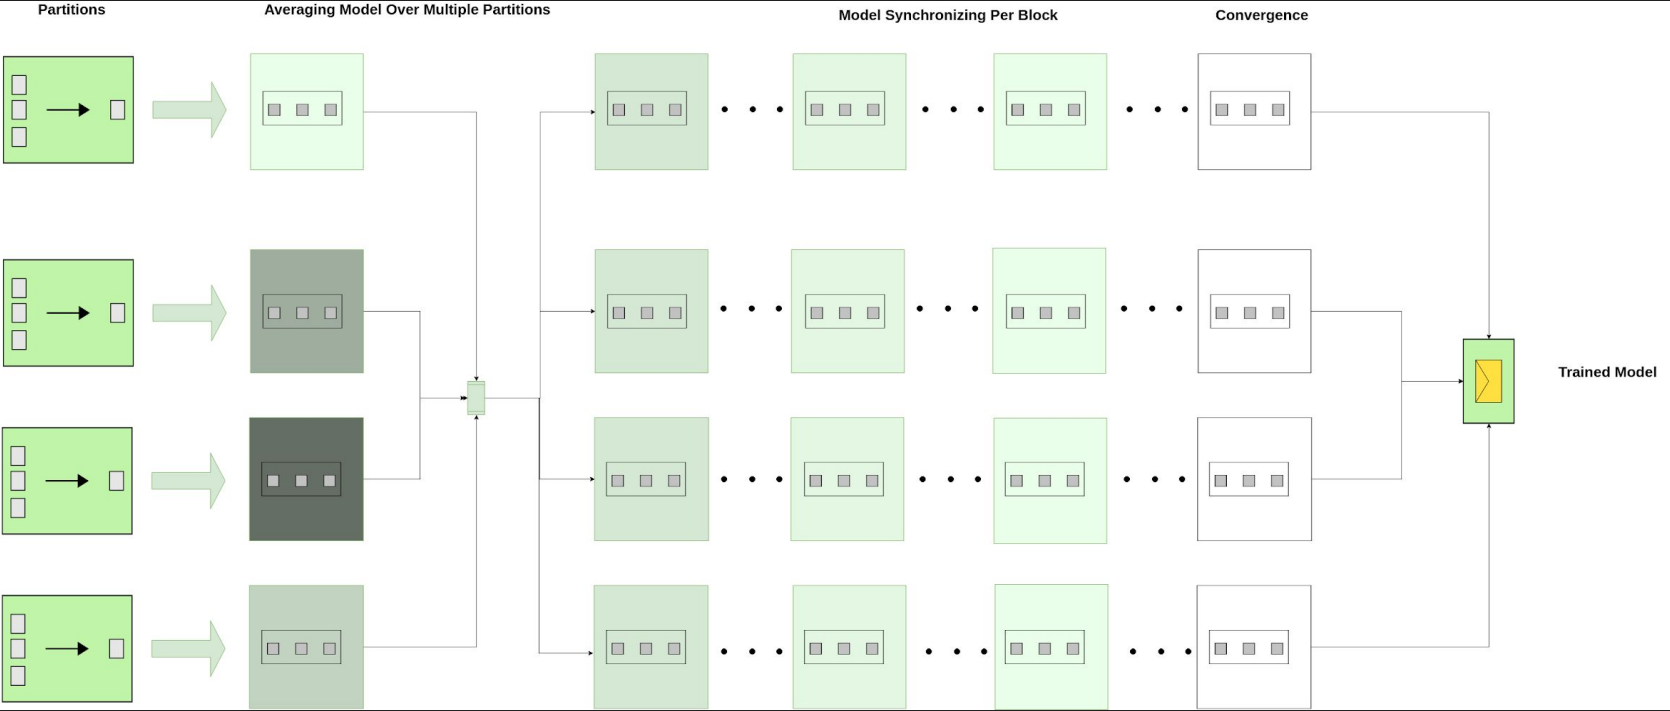 Partitions
Averaging Model Over Multiple Partitions
Model Synchronizing Per Block
Convergence
Trained Model